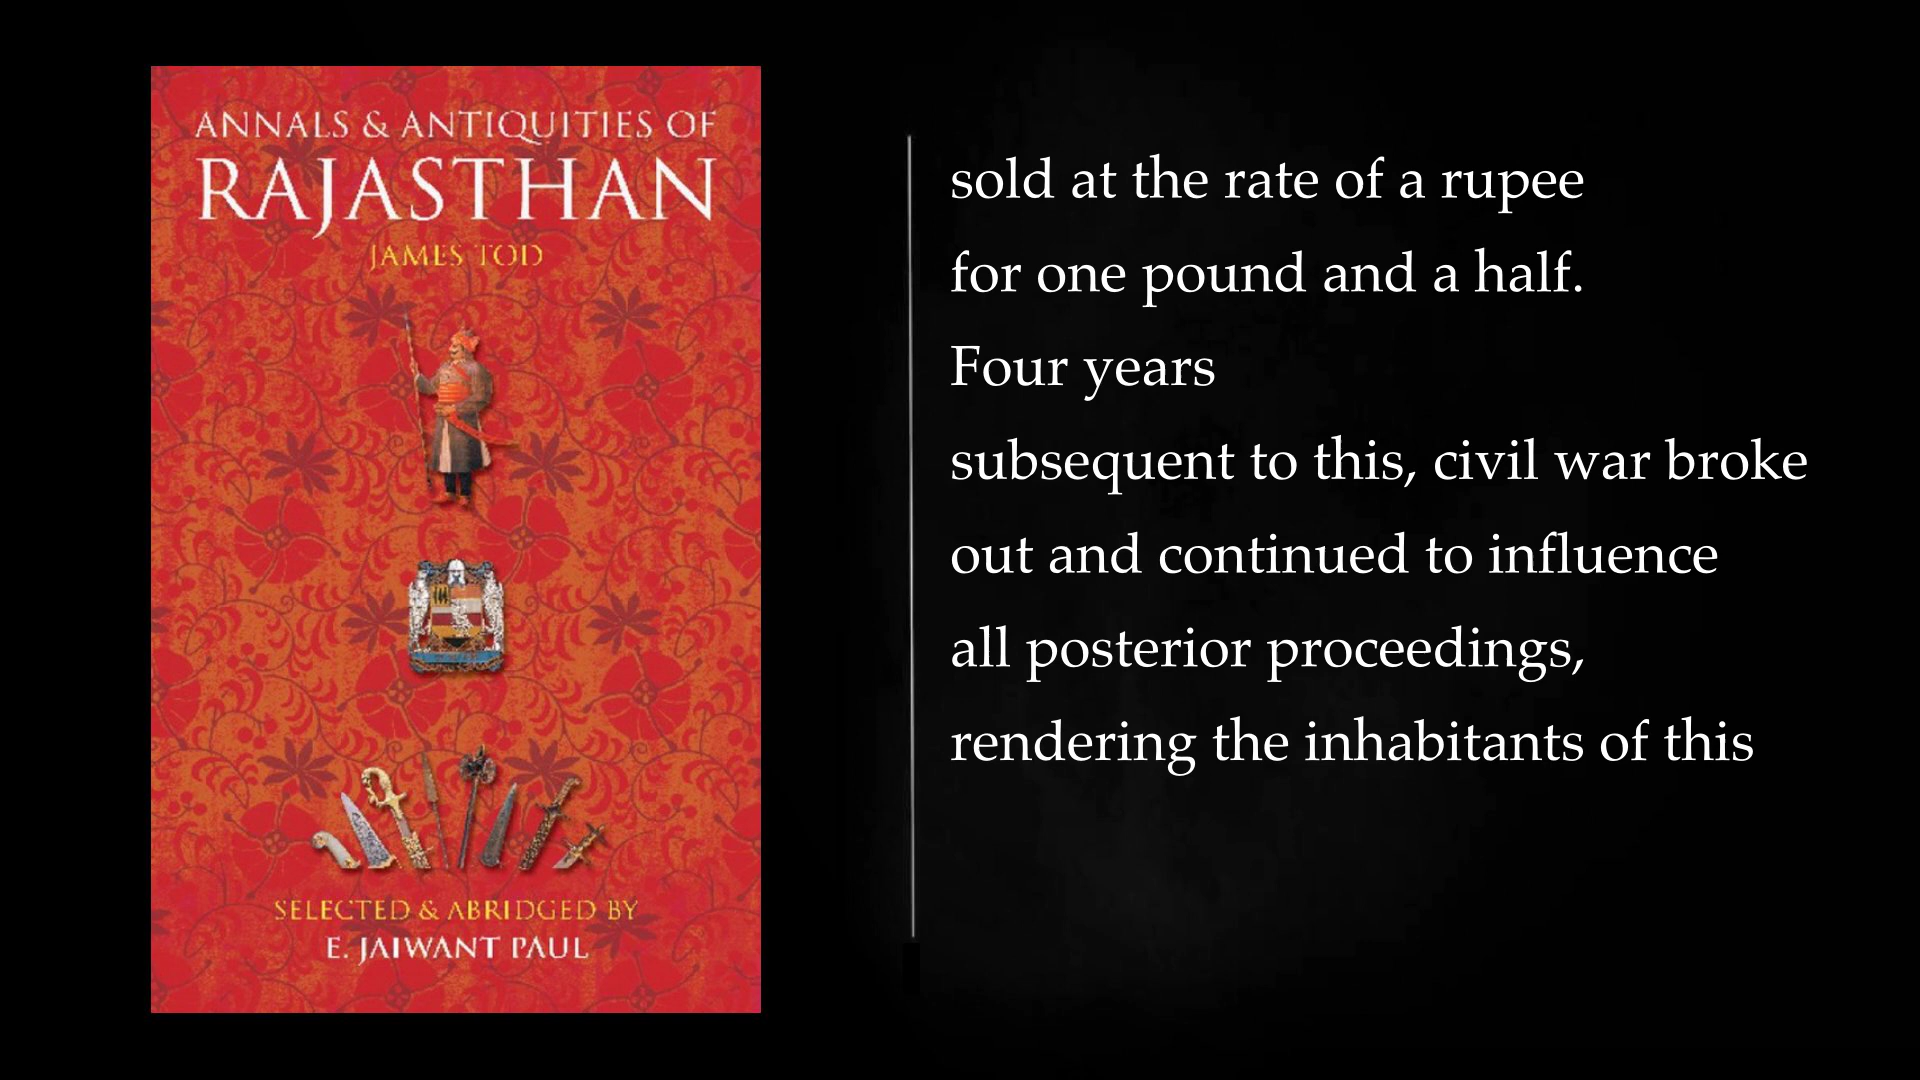 ANNALS & ANTIQUITIES OF
RAJASTHAN
JAMES TOD
SELECTED & ABRIDGED BY
E. JAIWANT PAUL
sold at the rate of a rupee
for one pound and a half.
Four years
subsequent to this, civil war broke
out and continued to influence
all posterior proceedings,
rendering the inhabitants of this